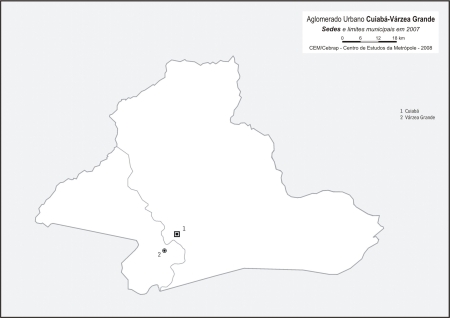 Aglomerado Urbano Cuiabá-Várzea Grande
Sedes e limites municipais em 2007
0 6 12 18 km
CEM/Cebrap - Centro de Estudos da Metrópole - 2008
1 Cuiabá
2 Várzea Grande
1
2